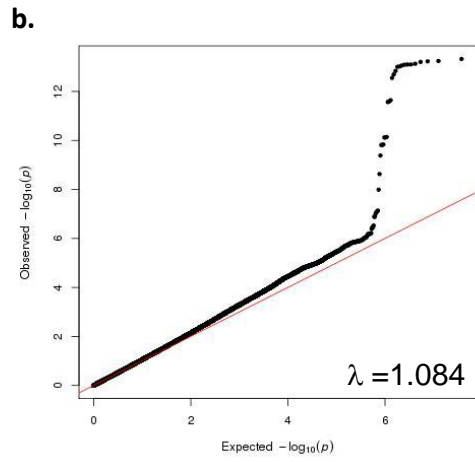 b.
12
10
8
6
4
2
0
Observed −log₁₀(p)
λ =1.084
0 2 4 6
Expected −log₁₀(p)